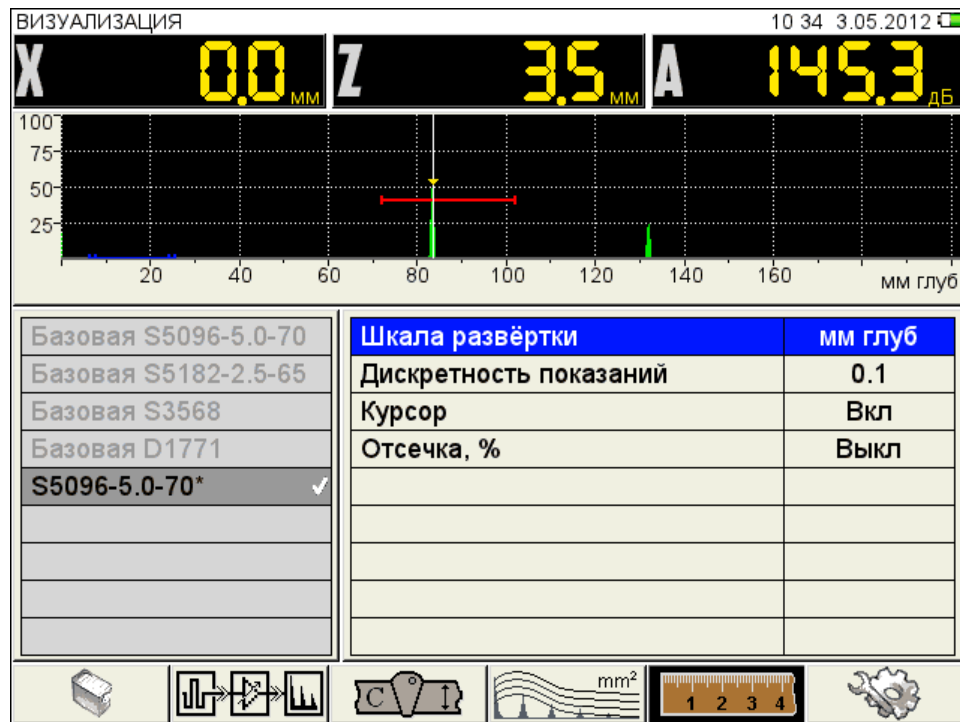 ВИЗУАЛИЗАЦИЯ 10 34 3.05.2012
X 0.0 мм Z 3.5 мм A 145.3 дБ
100
75
50
25
20 40 60 80 100 120 140 160 мм глуб
Базовая S5096-5.0-70 Шкала развёртки мм глуб
Базовая S5182-2.5-65 Дискретность показаний 0.1
Базовая S3568 Курсор Вкл
Базовая D1771 Отсечка, % Выкл
S5096-5.0-70*
C mm² 1 2 3 4